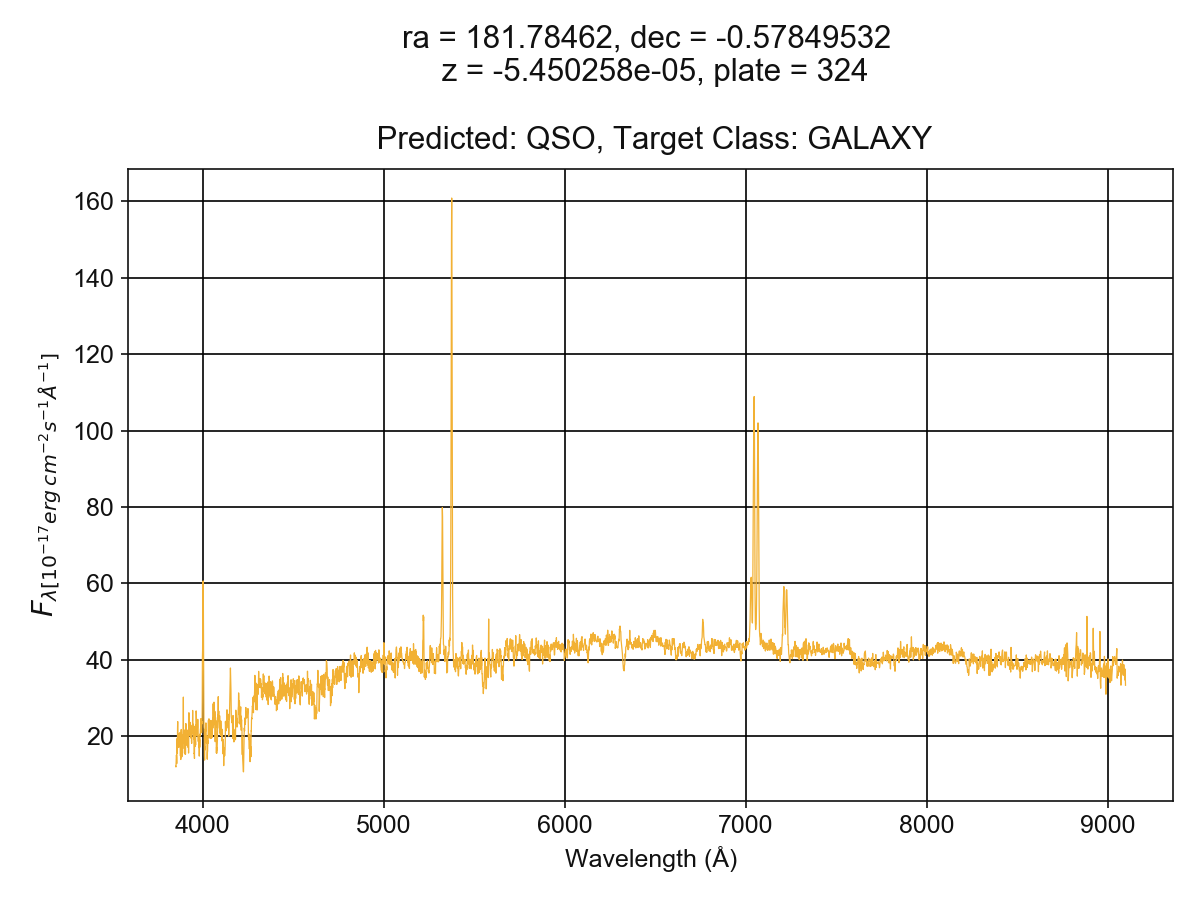 ra = 181.78462, dec = -0.57849532
z = -5.450258e-05, plate = 324
Predicted: QSO, Target Class: GALAXY
160
140
120
100
80
60
40
20
F_λ[10^−17 erg cm^−2 s^−1 Å^−1]
4000 5000 6000 7000 8000 9000
Wavelength (Å)